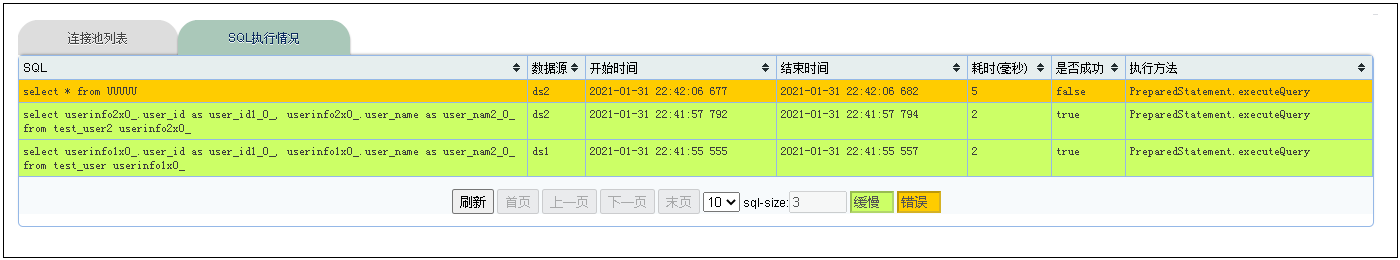 连接池列表 SQL执行情况
SQL 数据源 开始时间 结束时间 耗时(毫秒) 是否成功 执行方法
select * from UUUUU ds2 2021-01-31 22:42:06 677 2021-01-31 22:42:06 682 5 false PreparedStatement.executeQuery
select userinfo2x0_.user_id as user_id1_0_, userinfo2x0_.user_name as user_nam2_0_ ds2 2021-01-31 22:41:57 792 2021-01-31 22:41:57 794 2 true PreparedStatement.executeQuery
from test_user2 userinfo2x0_
select userinfo1x0_.user_id as user_id1_0_, userinfo1x0_.user_name as user_nam2_0_ ds1 2021-01-31 22:41:55 555 2021-01-31 22:41:55 557 2 true PreparedStatement.executeQuery
from test_user userinfo1x0_
刷新 首页 上一页 下一页 末页 10 sql-size: 3 缓慢 错误